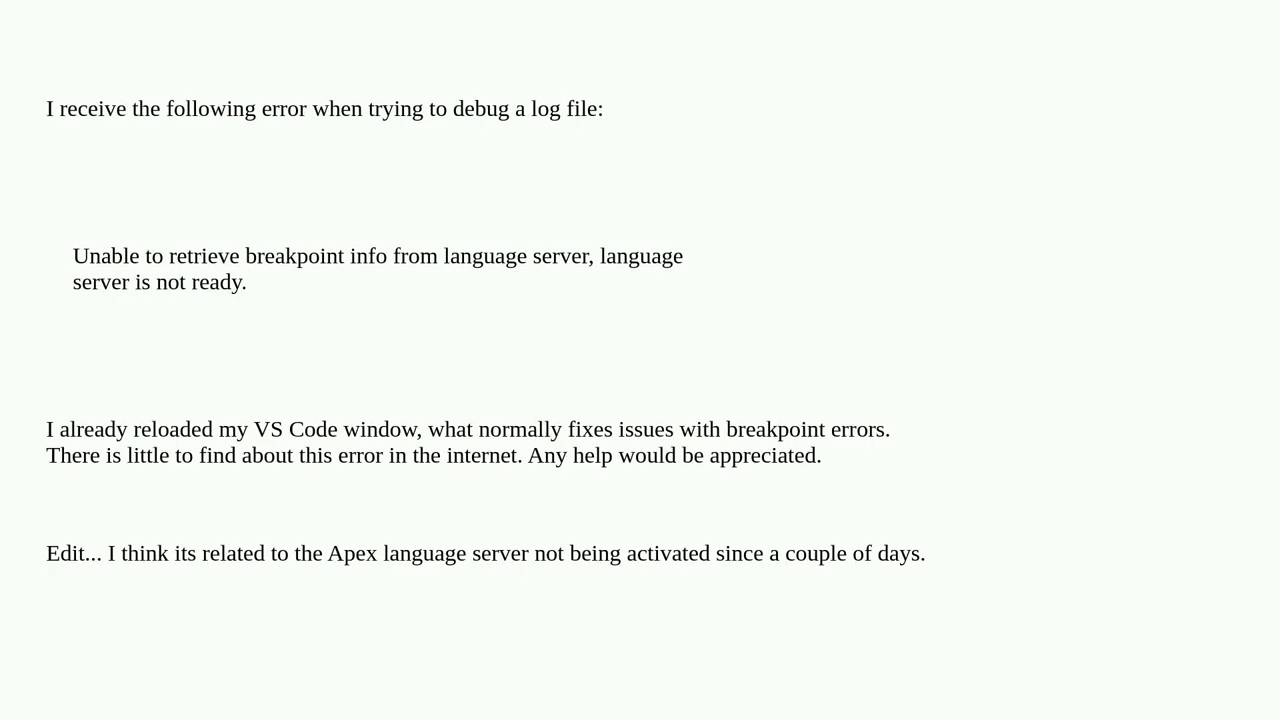 I receive the following error when trying to debug a log file:
Unable to retrieve breakpoint info from language server, language
server is not ready.
I already reloaded my VS Code window, what normally fixes issues with breakpoint errors.
There is little to find about this error in the internet. Any help would be appreciated.
Edit... I think its related to the Apex language server not being activated since a couple of days.